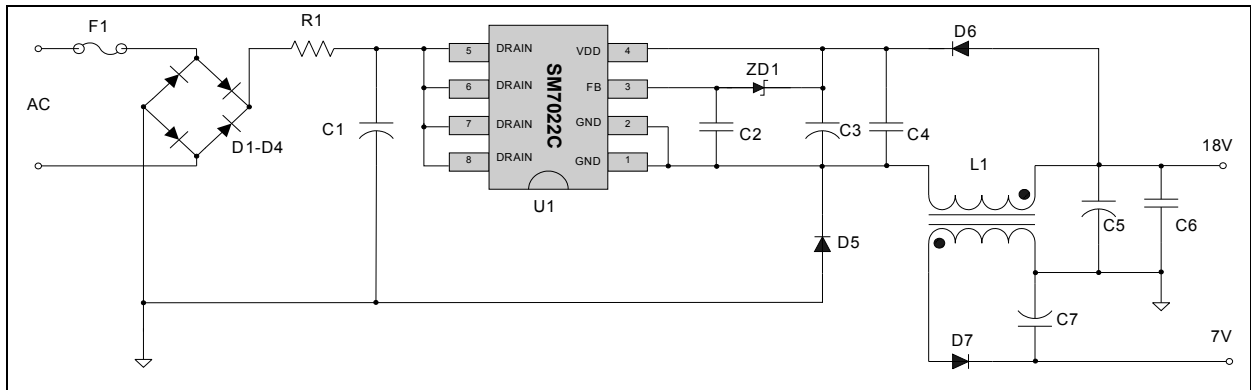 F1
R1
AC
D1-D4
C1
5 DRAIN
6 DRAIN
7 DRAIN
8 DRAIN
SM7022C
VDD 4
FB 3
GND 2
GND 1
U1
ZD1
C2
C3
C4
D5
D6
L1
18V
C5
C6
C7
D7
7V